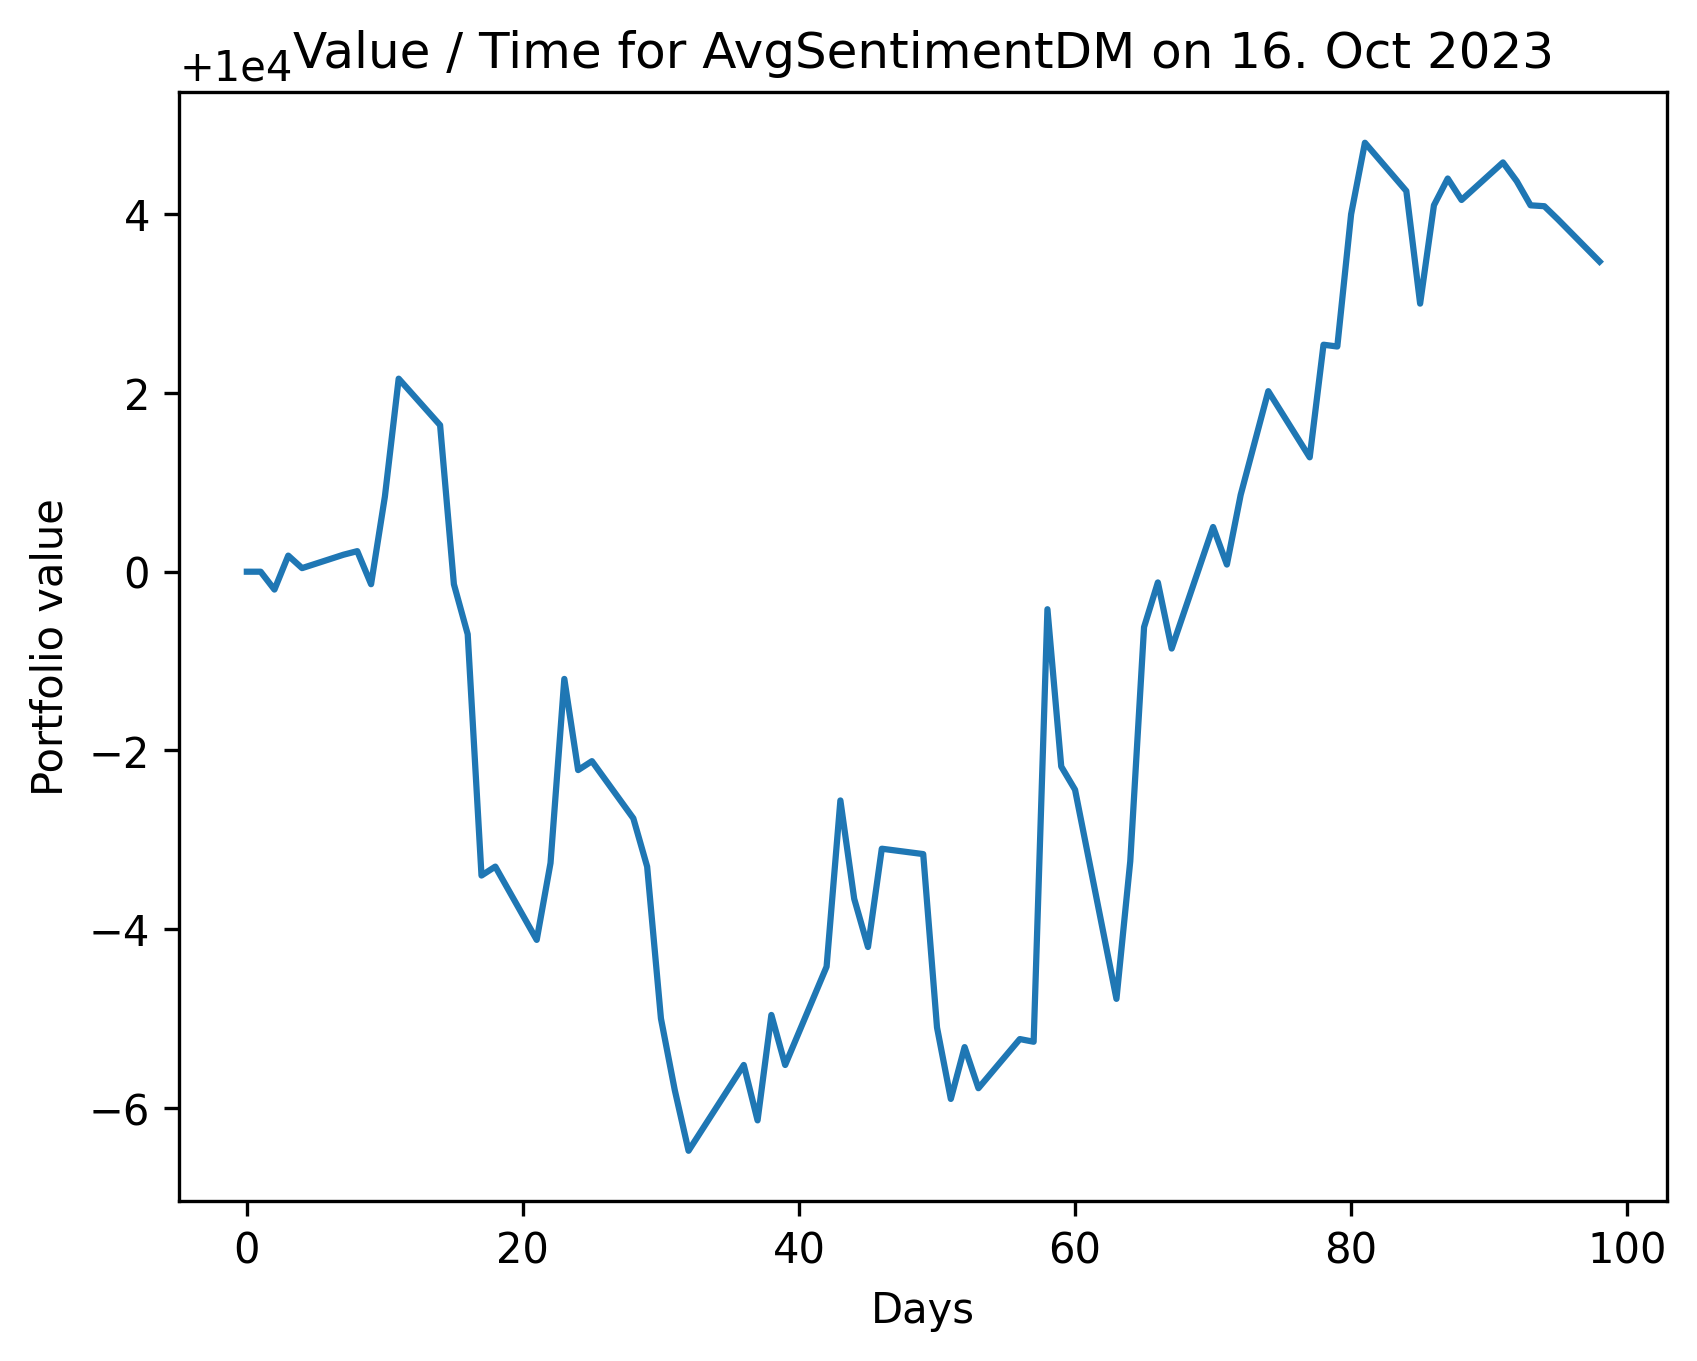 Value / Time for AvgSentimentDM on 16. Oct 2023
+1e4
4
2
0
−2
−4
−6
Portfolio value
0 20 40 60 80 100
Days